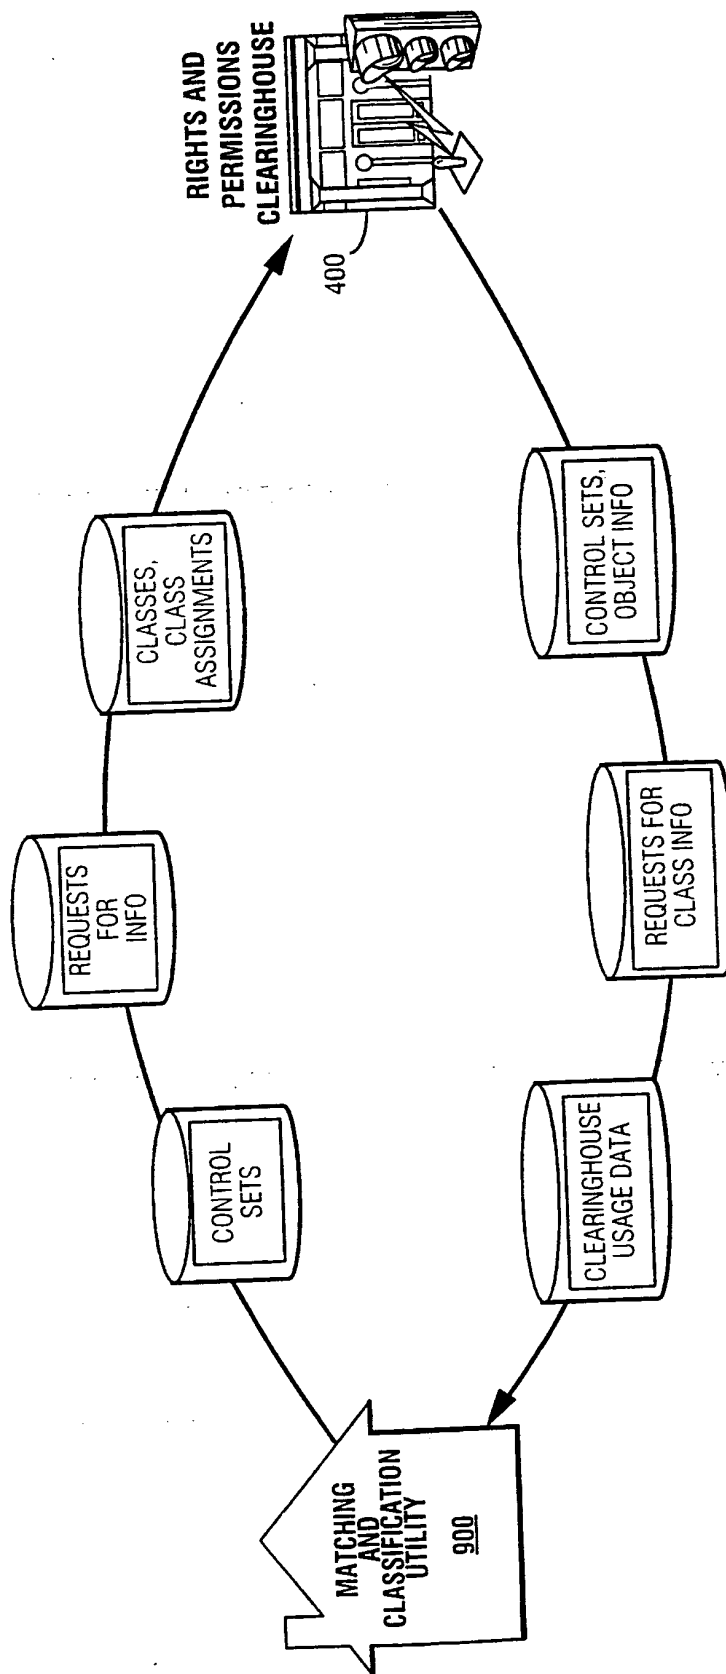 RIGHTS AND
PERMISSIONS
CLEARINGHOUSE
400
CLASSES,
CLASS
ASSIGNMENTS
REQUESTS
FOR
INFO
CONTROL
SETS
MATCHING
AND
CLASSIFICATION
UTILITY
900
CLEARINGHOUSE
USAGE DATA
REQUESTS FOR
CLASS INFO
CONTROL SETS,
OBJECT INFO